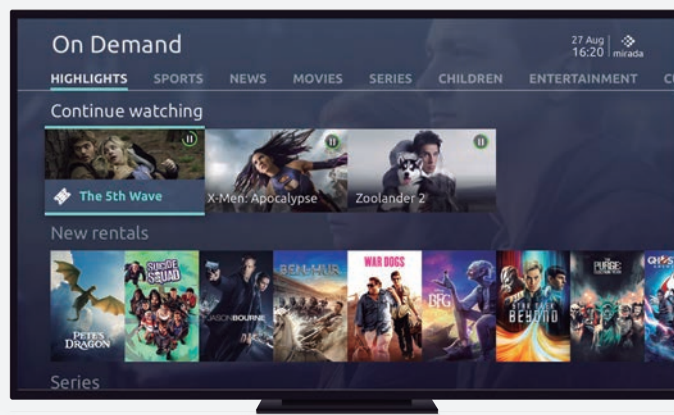 On Demand
27 Aug
16:20
mirada
HIGHLIGHTS SPORTS NEWS MOVIES SERIES CHILDREN ENTERTAINMENT CU
Continue watching
The 5th Wave
X-Men: Apocalypse
Zoolander 2
New rentals
PETE'S
DRAGON
SUICIDE
SQUAD
JASON BOURNE
BEN-HUR
WAR DOGS
BFG
STAR TREK
BEYOND
PURGE
Series